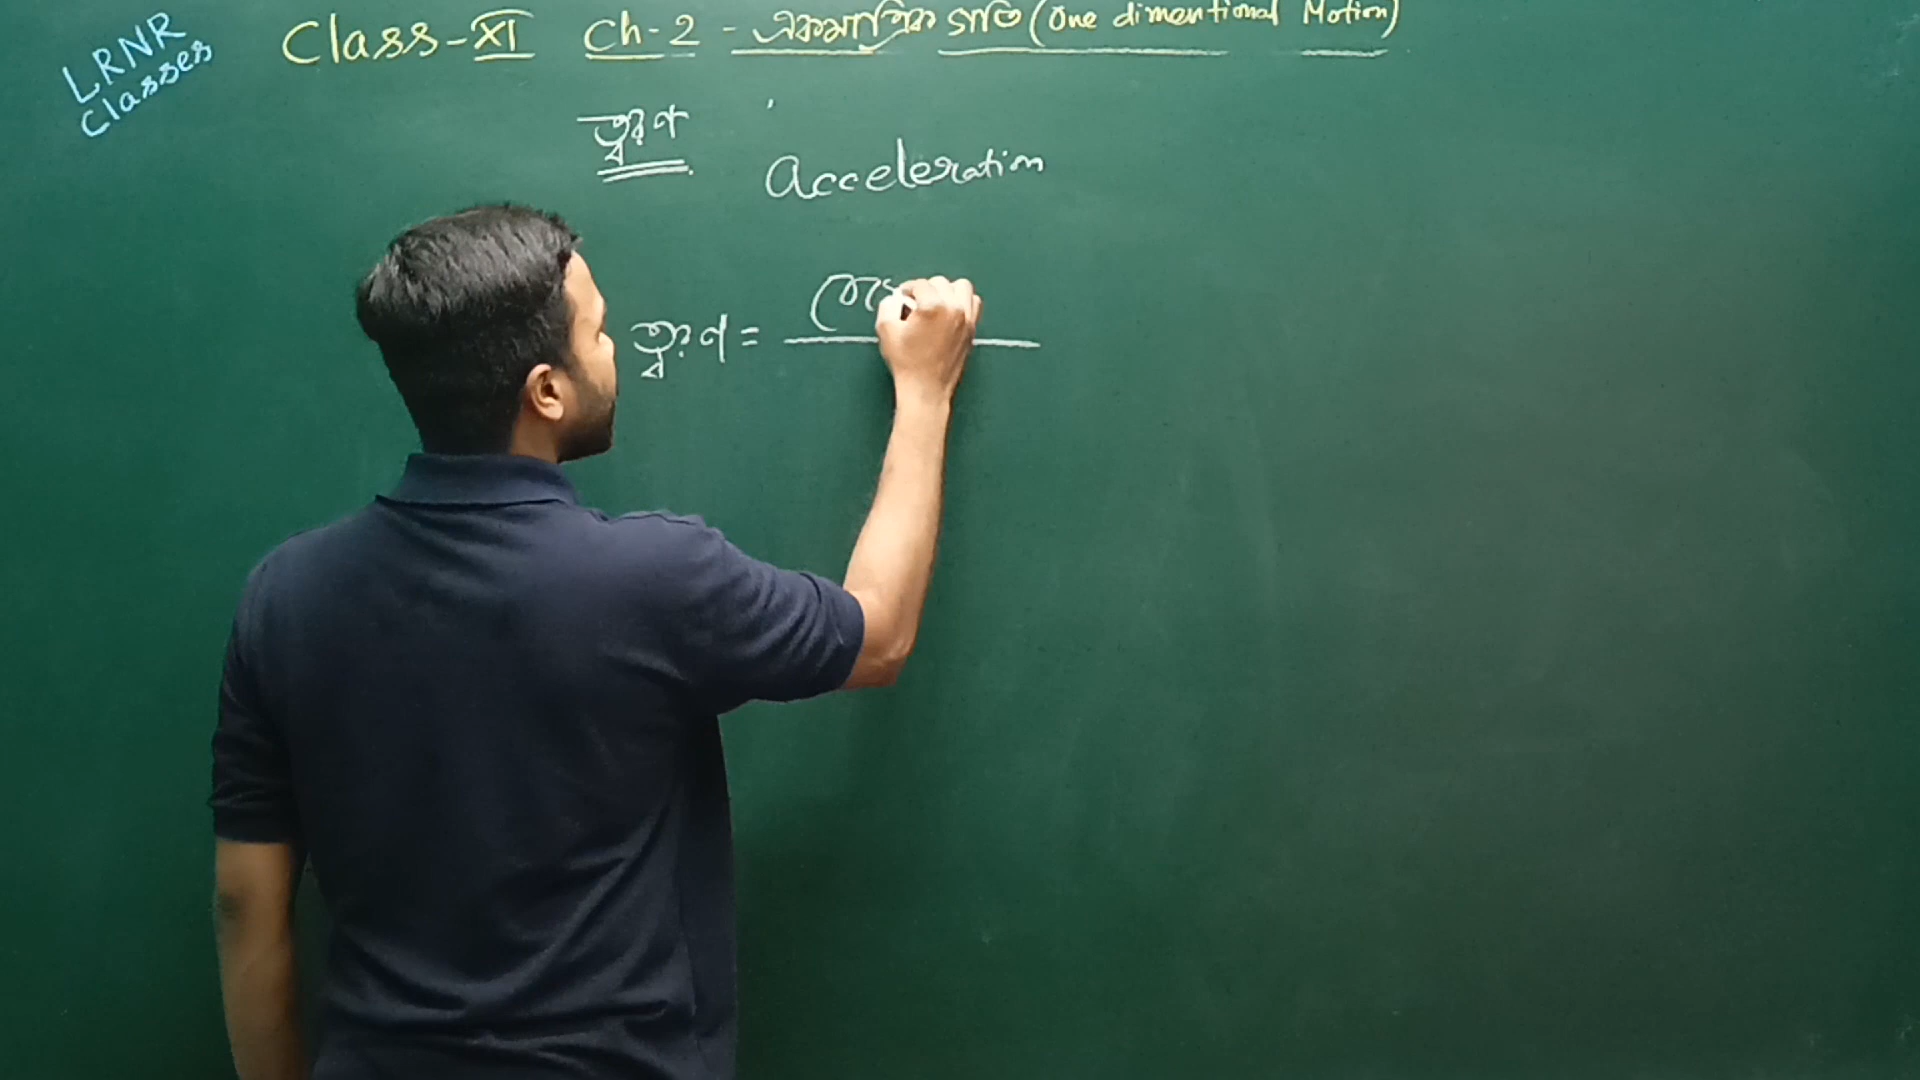 LRNR
Classes
Class-XI Ch-2 - একমাত্রিক গতি (One dimentional Motion)
ত্বরণ
Acceleration
ত্বরণ =